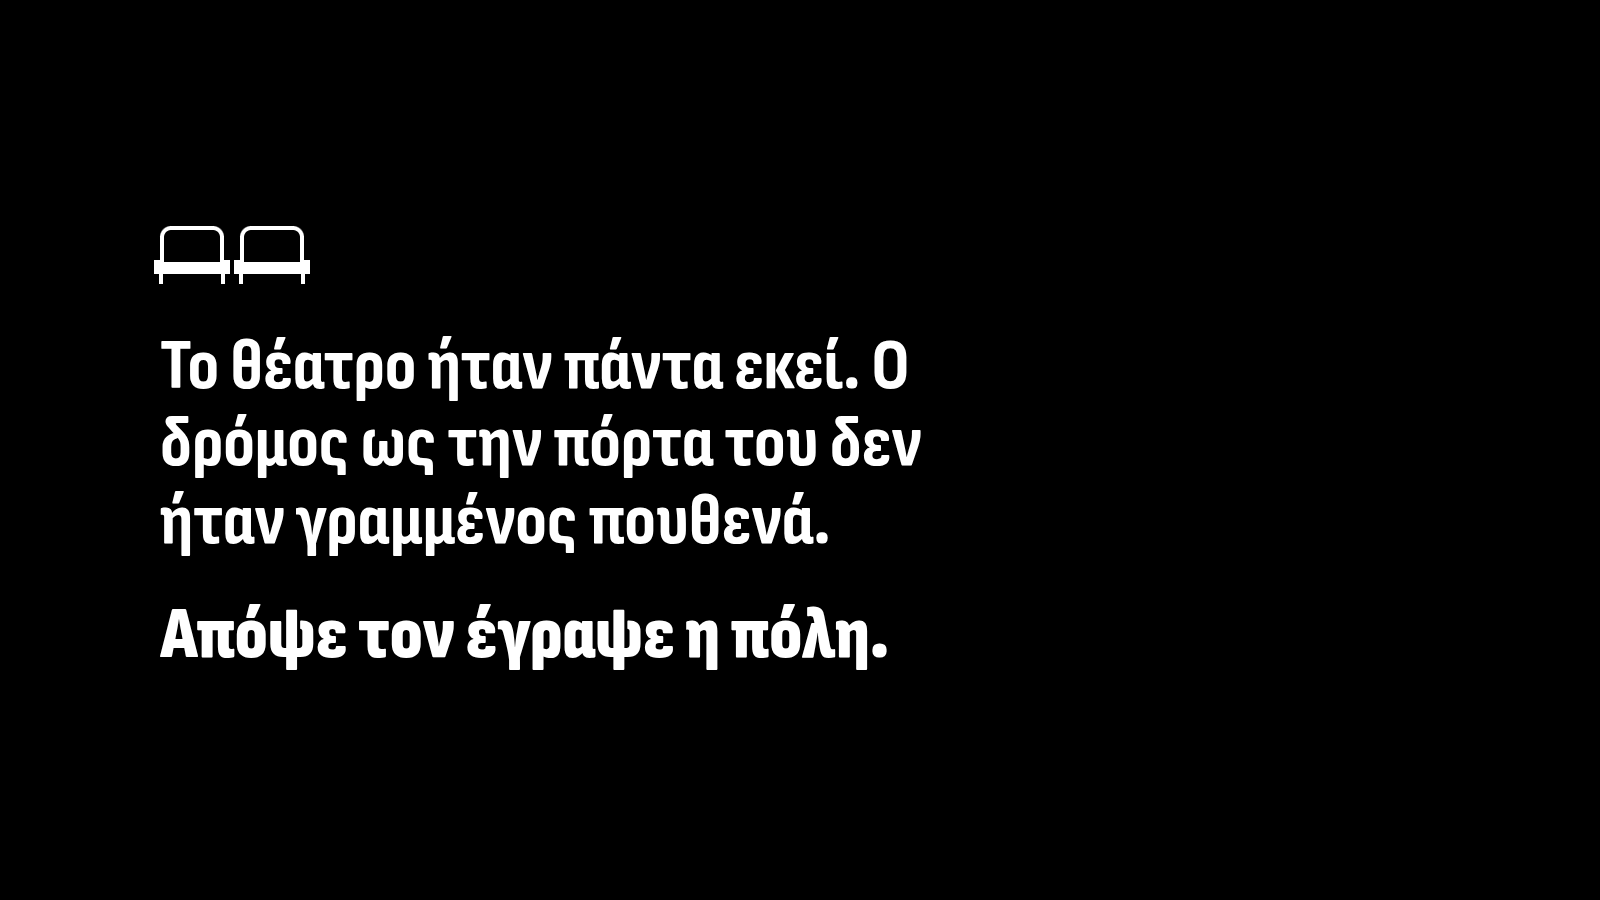 Το θέατρο ήταν πάντα εκεί. Ο
δρόμος ως την πόρτα του δεν
ήταν γραμμένος πουθενά.
Απόψε τον έγραψε η πόλη.